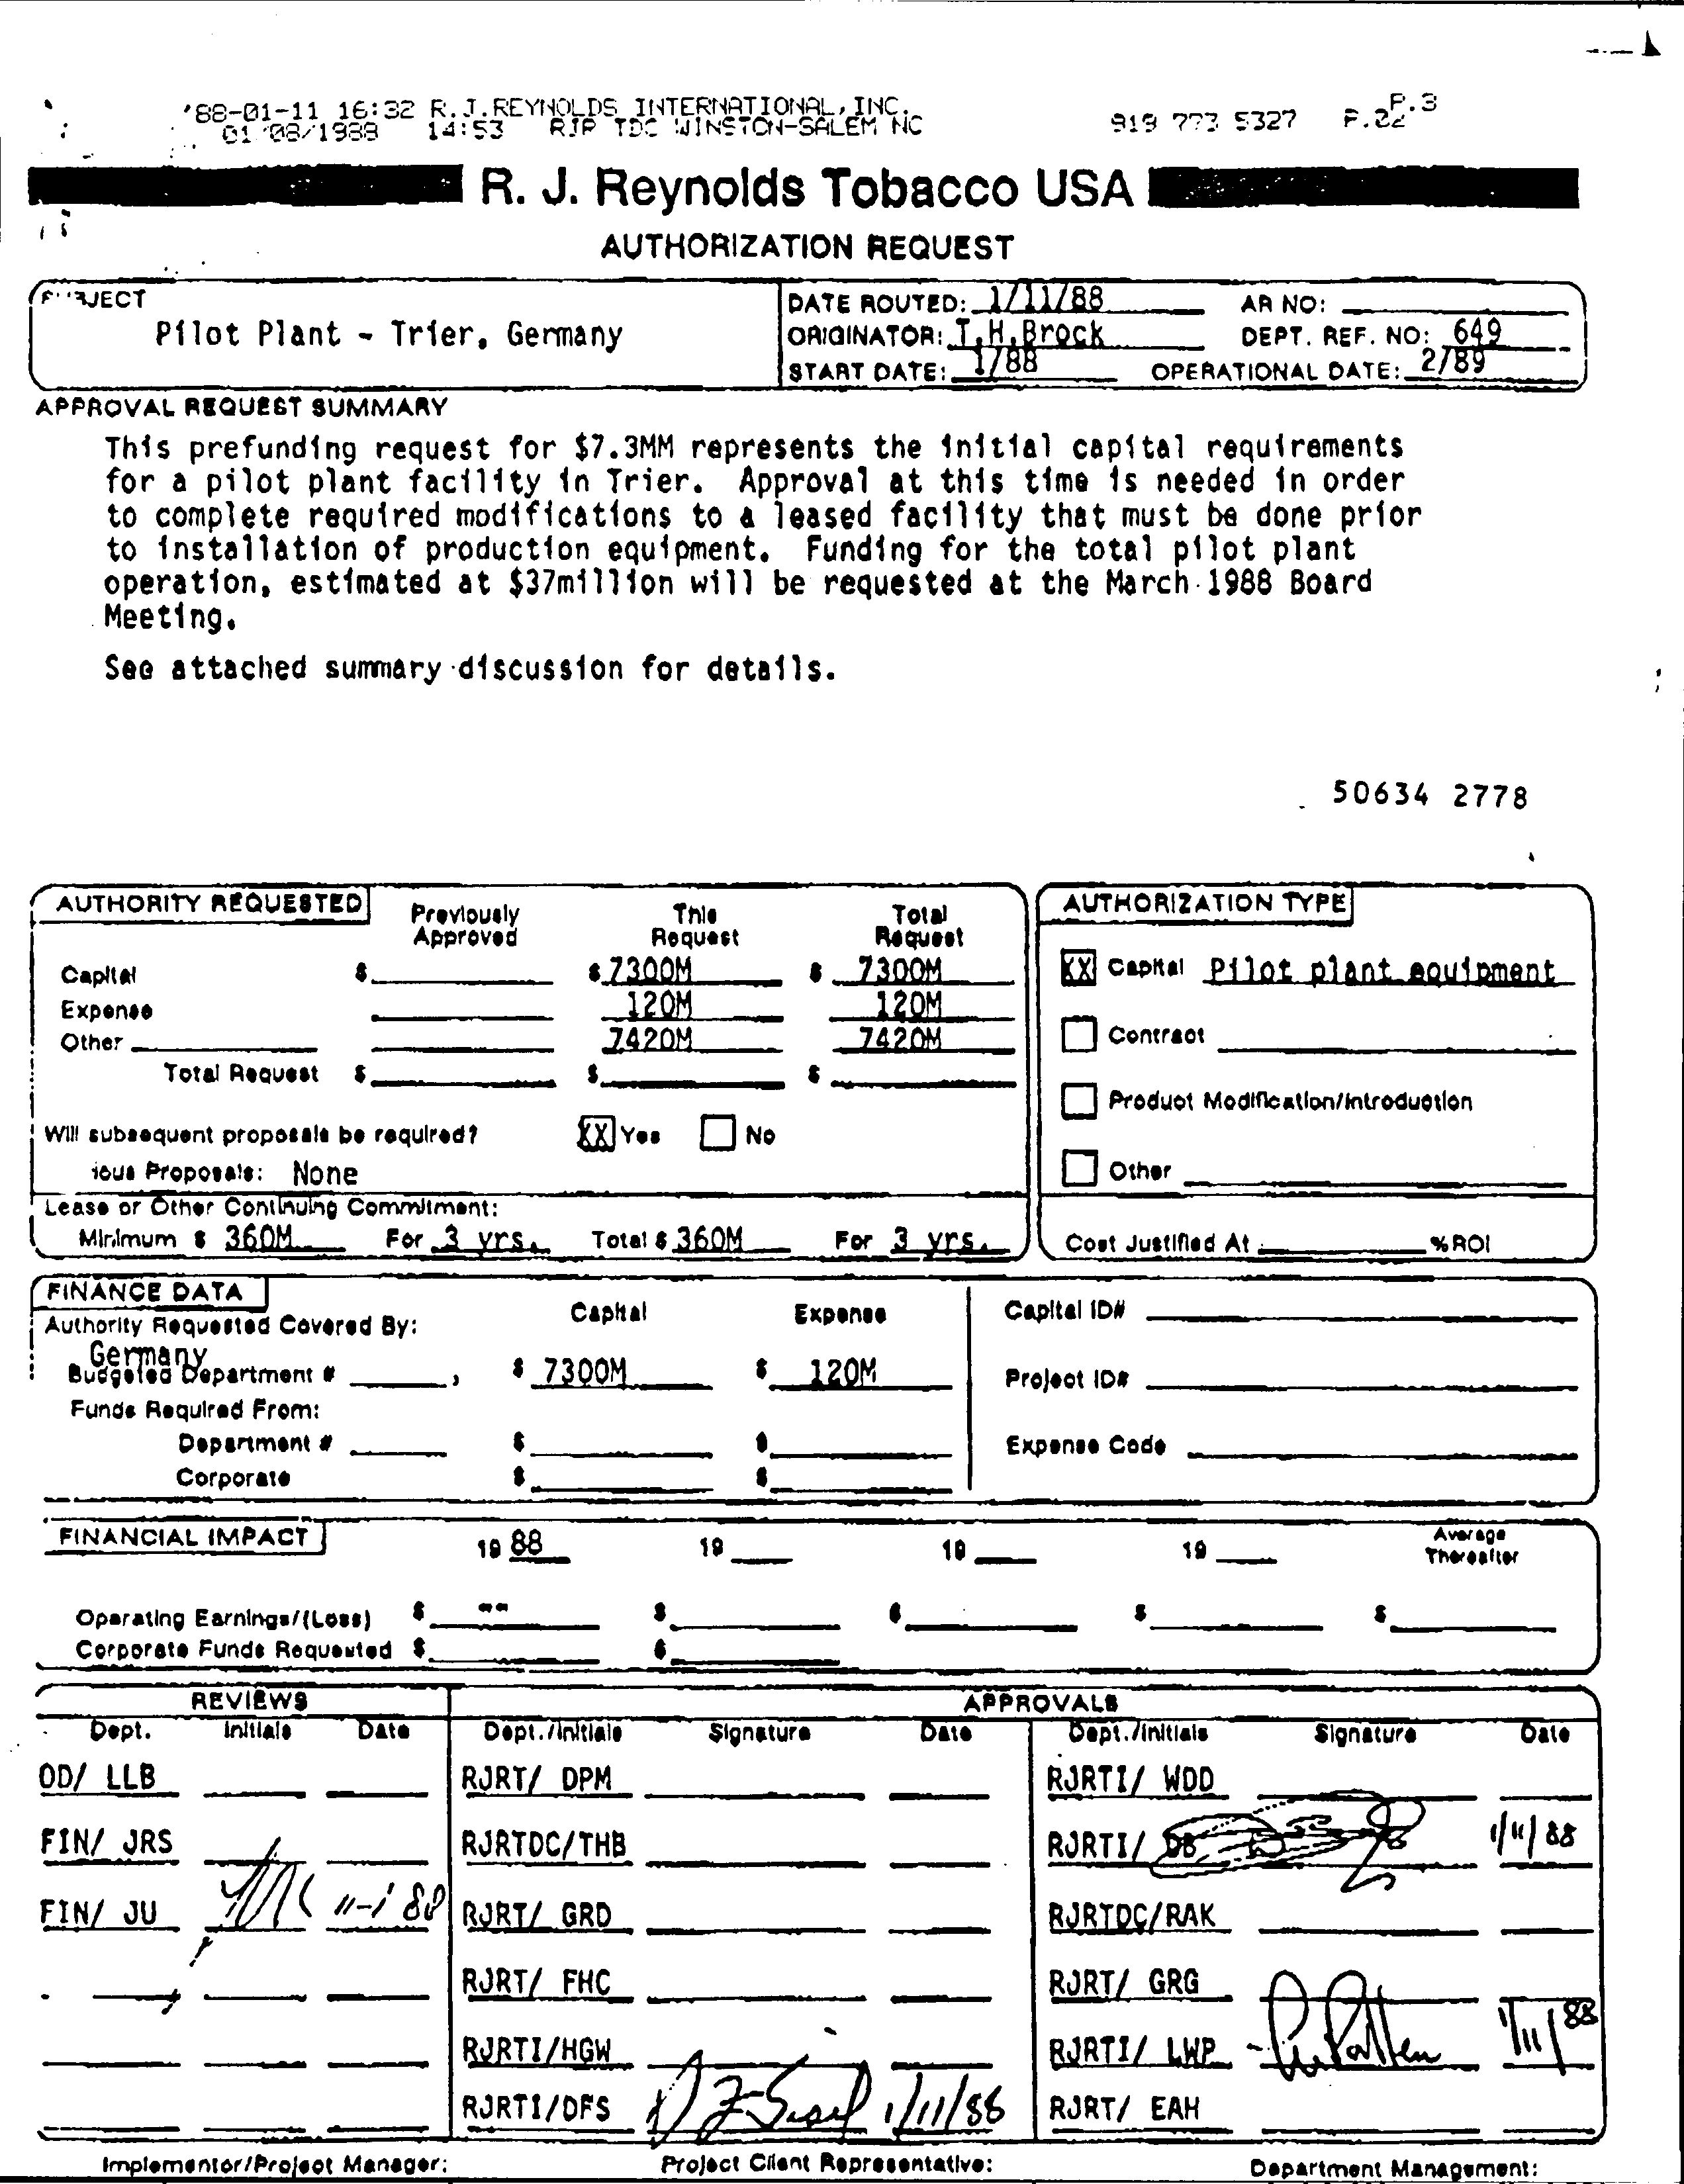 '88-01-11 16:32 R.J.REYNOLDS INTERNATIONAL,INC. P.3
01/08/1988 14:53 RJR TDC WINSTON-SALEM NC 919 773 5327 P.22
R. J. Reynolds Tobacco USA
AUTHORIZATION REQUEST
SUBJECT
Pilot Plant - Trier, Germany
DATE ROUTED: 1/11/88 AR NO:
ORIGINATOR: T.H.Brock DEPT. REF. NO: 649
START DATE: 1/88 OPERATIONAL DATE: 2/89
APPROVAL REQUEST SUMMARY
This prefunding request for $7.3MM represents the initial capital requirements
for a pilot plant facility in Trier. Approval at this time is needed in order
to complete required modifications to a leased facility that must be done prior
to installation of production equipment. Funding for the total pilot plant
operation, estimated at $37million will be requested at the March 1988 Board
Meeting.
See attached summary discussion for details.
50634 2778
AUTHORITY REQUESTED
Previously Approved This Request Total Request
Capital $ $ 7300M $ 7300M
Expense 120M 120M
Other 7420M 7420M
Total Request $ $ $
Will subsequent proposals be required? XX Yes No
ious Proposals: None
Lease or Other Continuing Commitment:
Minimum $ 360M For 3 yrs. Total $ 360M For 3 yrs.
AUTHORIZATION TYPE
XX Capital Pilot plant equipment
Contract
Product Modification/Introduction
Other
Cost Justified At %ROI
FINANCE DATA
Authority Requested Covered By: Capital Expense Capital ID#
Germany
Budgeted Department # , $ 7300M $ 120M Project ID#
Funds Required From:
Department # $ $ Expense Code
Corporate $ $
FINANCIAL IMPACT 19 88 19 19 19 Average Thereafter
Operating Earnings/(Loss) $ -- $ $ $ $
Corporate Funds Requested $ $
REVIEWS APPROVALS
Dept. Initials Date Dept./Initials Signature Date Dept./Initials Signature Date
OD/ LLB RJRT/ DPM RJRTI/ WDD
FIN/ JRS RJRTDC/THB RJRTI/ DB 1/11/88
FIN/ JU 11-1 88 RJRT/ GRD RJRTDC/RAK
RJRT/ FHC RJRT/ GRG
RJRTI/HGW RJRTI/ LWP 1/11/88
RJRTI/DFS 1/11/88 RJRT/ EAH
Implementor/Project Manager: Project Client Representative: Department Management: